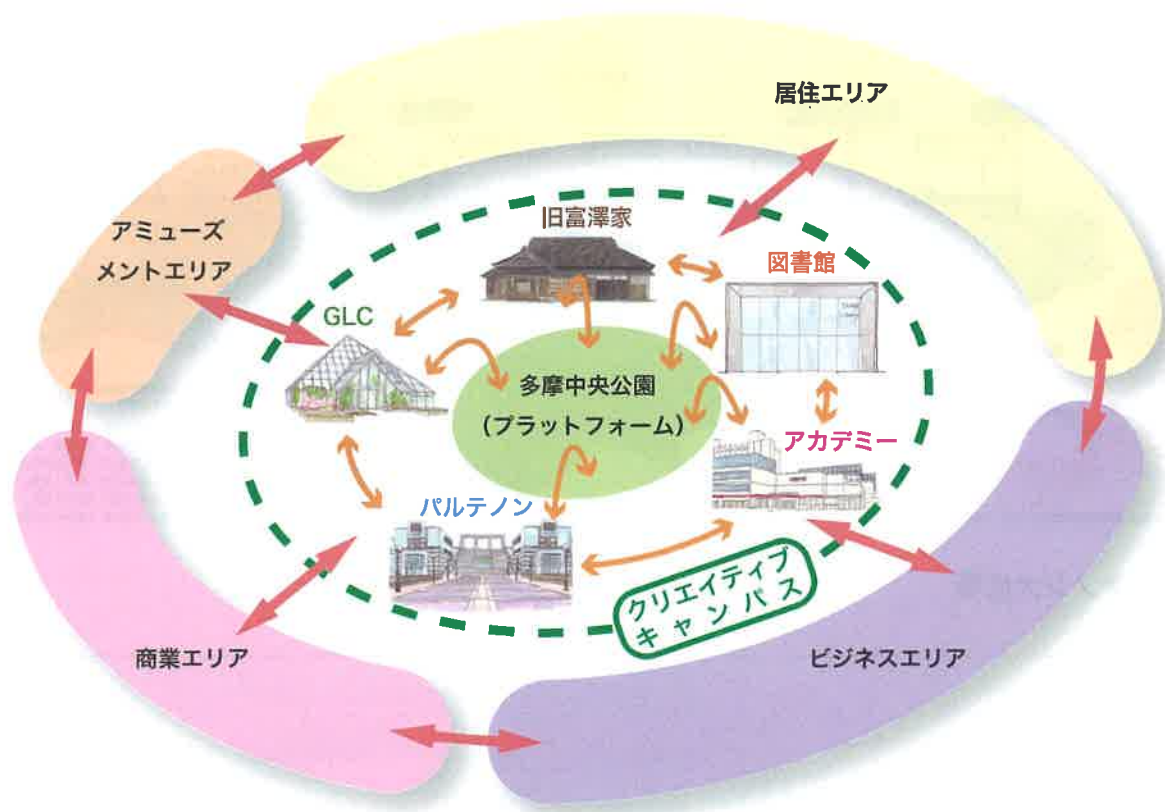 居住エリア
アミューズ
メントエリア
旧富澤家
図書館
GLC
多摩中央公園
(プラットフォーム)
アカデミー
パルテノン
クリエイティブ
キャンパス
商業エリア
ビジネスエリア